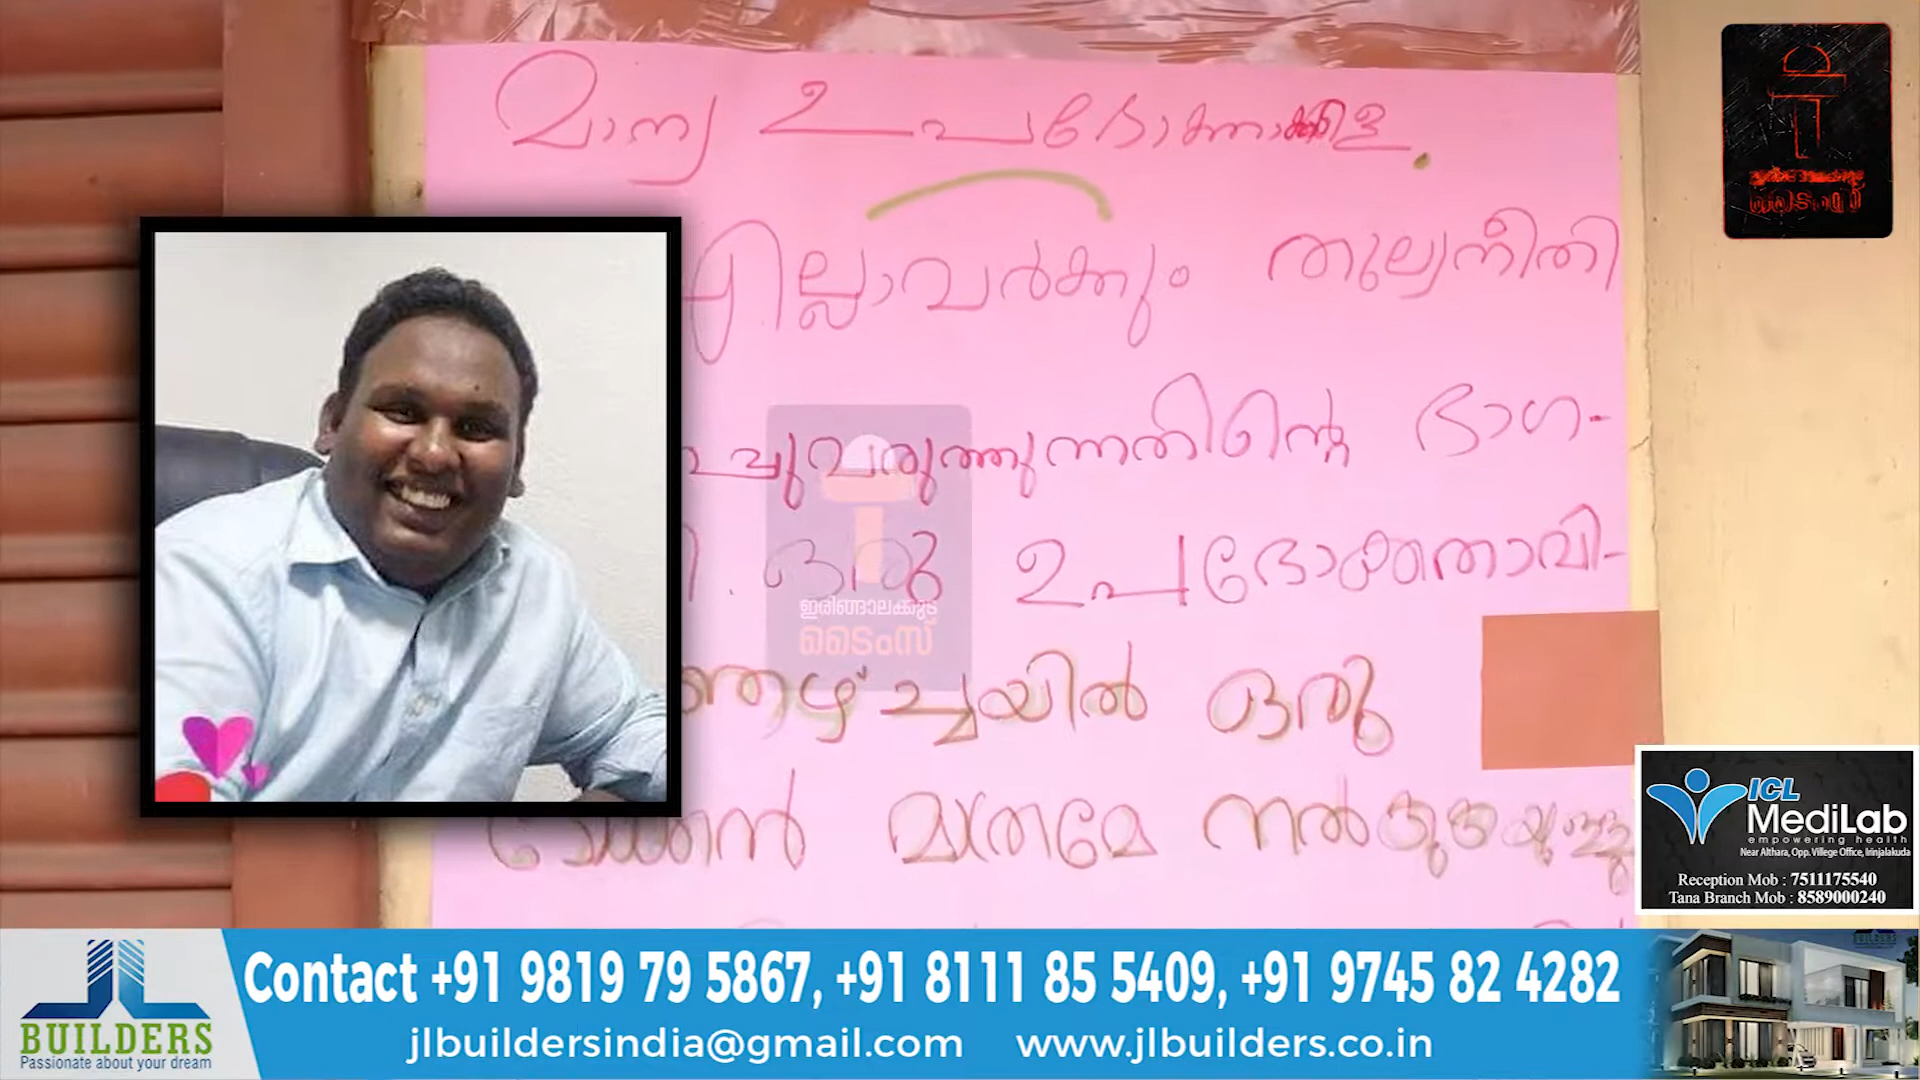 മാന്യ ഉപഭോക്താക്കളേ
എല്ലാവർക്കും തുല്യനീതി
ച്ചുവരുത്തുന്നതിന്റെ ഭാഗ-
ഒരു ഉപഭോക്താവി-
ഴ്ച്ചയിൽ ഒരു
ടോക്കൺ മാത്രമേ നൽകുകയുള്ളൂ
ഇരിങ്ങാലക്കുട
ടൈംസ്
ഇരിങ്ങാലക്കുട
ടൈംസ്
ICL
MediLab
empowering health
Near Althara, Opp. Villege Office, Irinjalakuda
Reception Mob : 7511175540
Tana Branch Mob : 8589000240
JL
BUILDERS
Passionate about your dream
Contact +91 9819 79 5867, +91 8111 85 5409, +91 9745 82 4282
jlbuildersindia@gmail.com www.jlbuilders.co.in